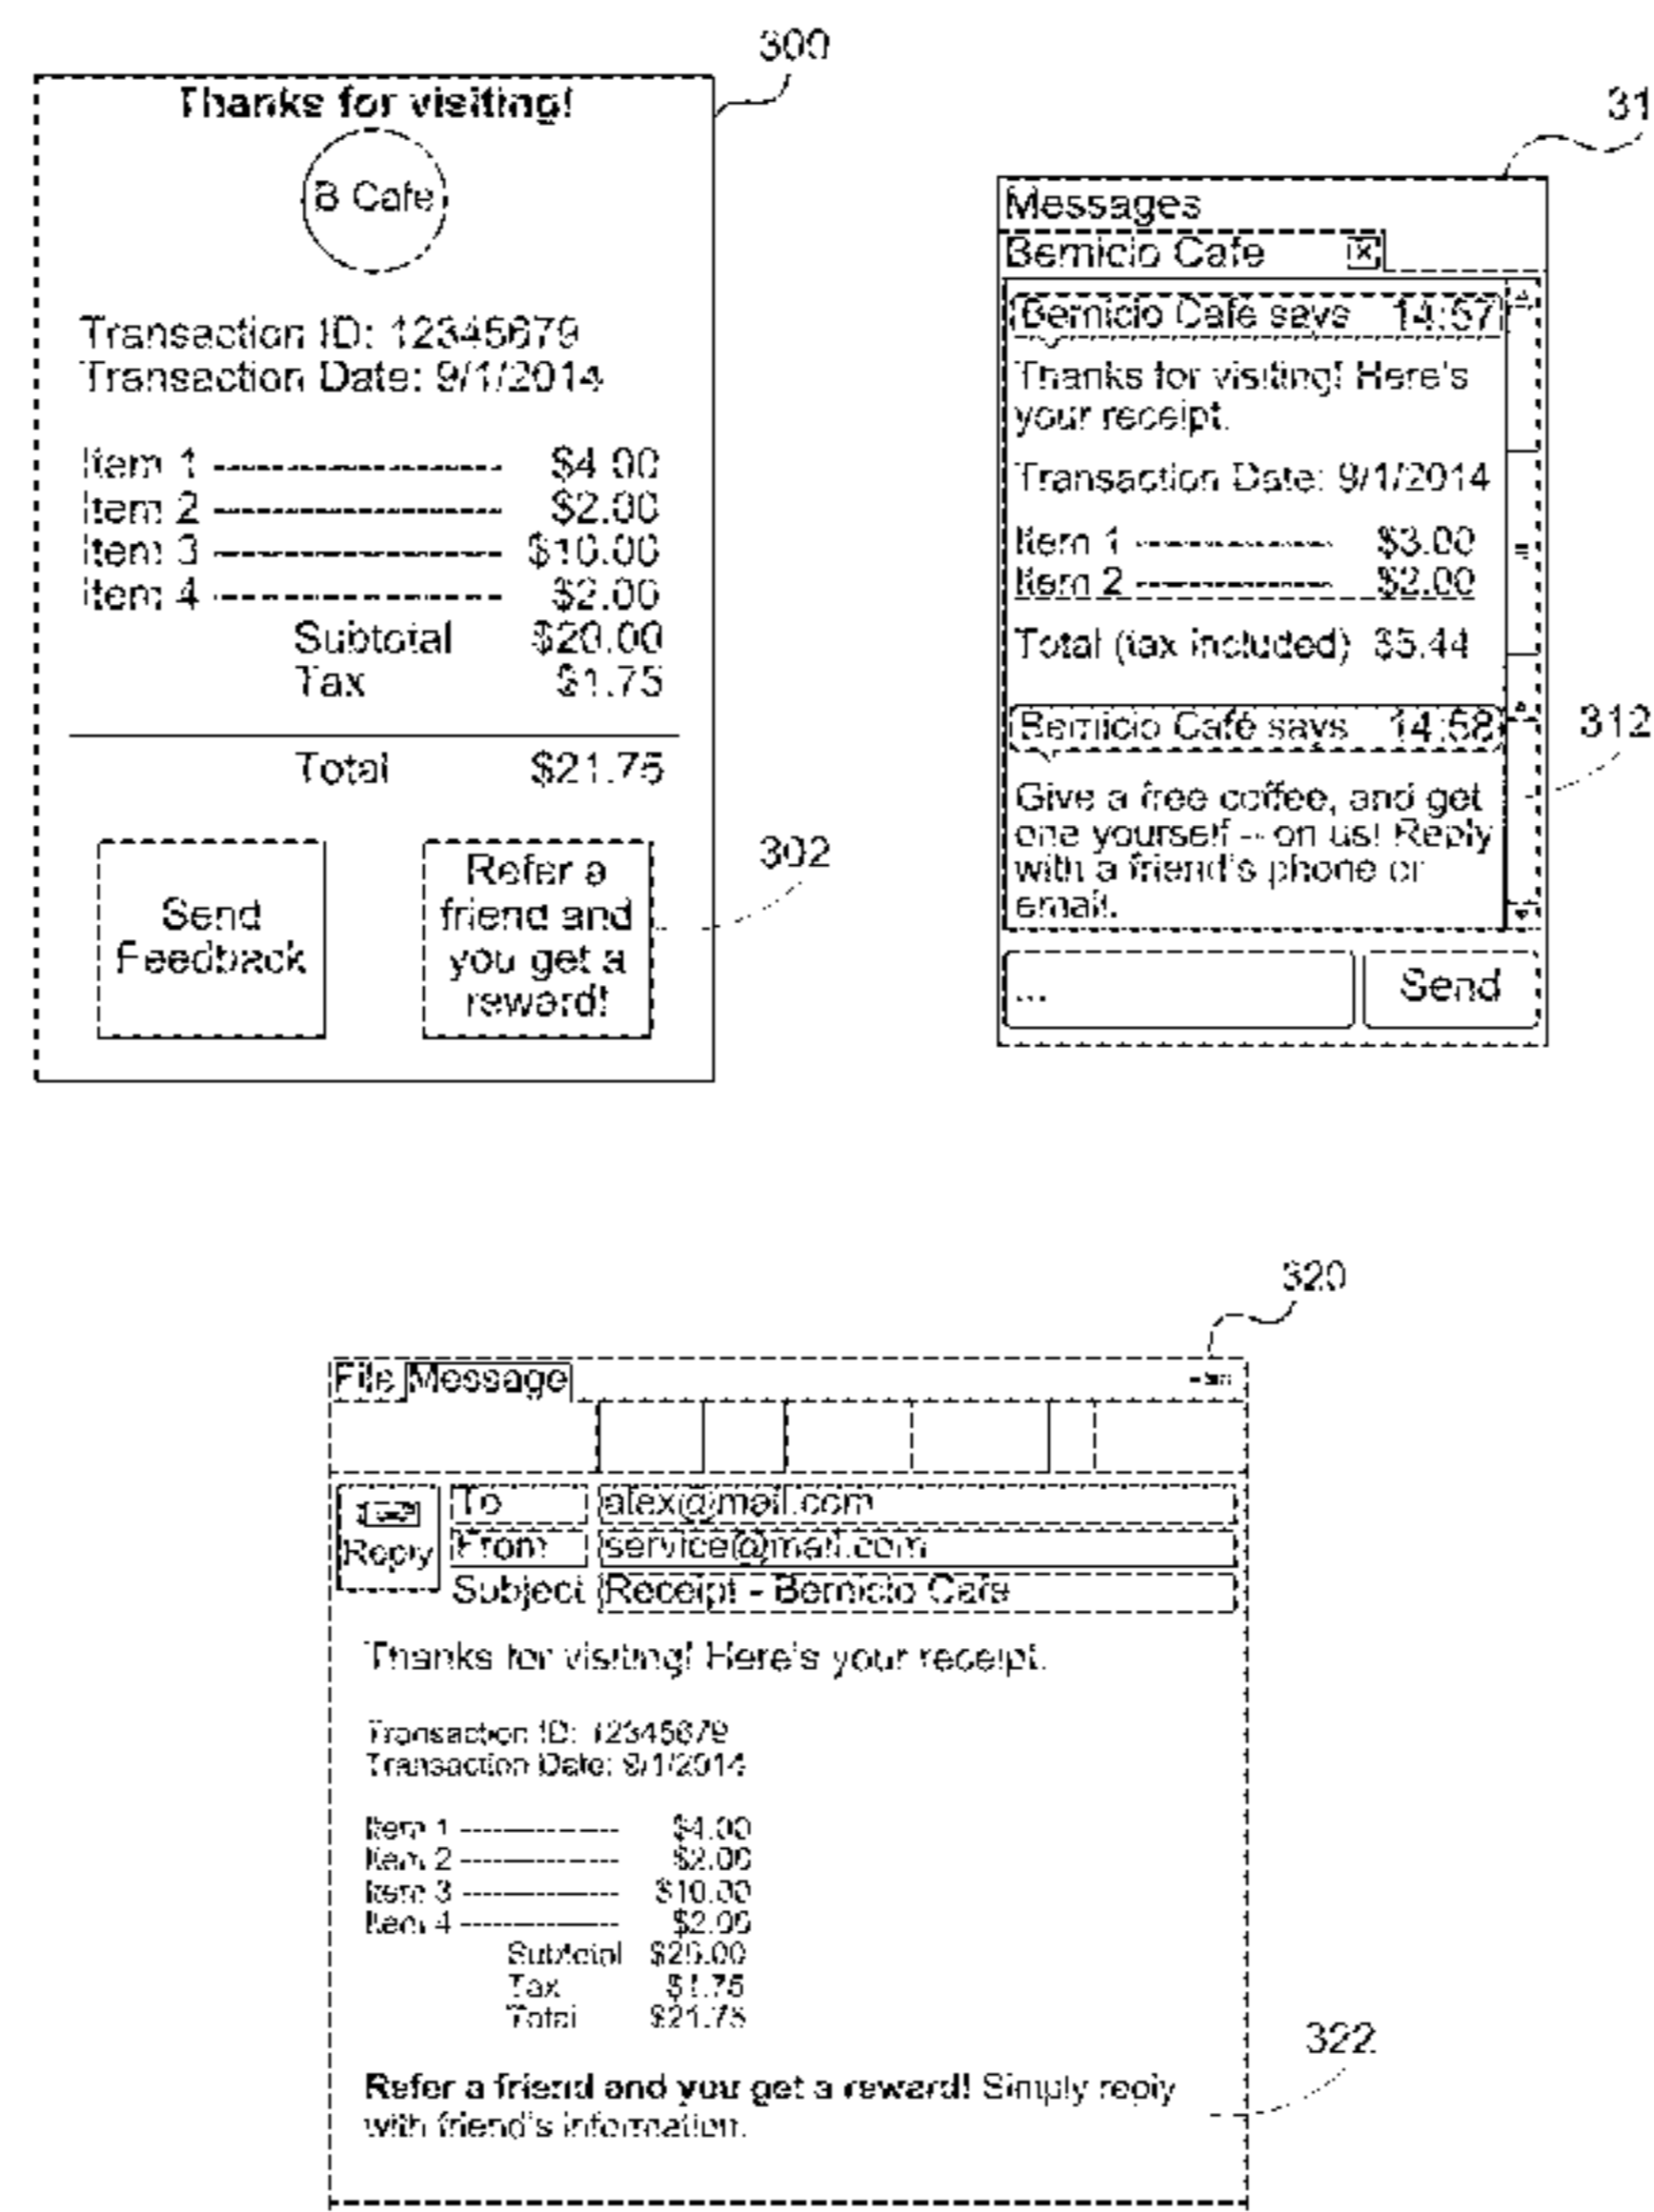 300
Thanks for visiting!
B Cafe
Transaction ID: 12345679
Transaction Date: 9/1/2014
Item 1 ---------------- $4.00
Item 2 ---------------- $2.00
Item 3 ---------------- $10.00
Item 4 ---------------- $2.00
Subtotal $20.00
Tax $1.75
Total $21.75
Send
Feedback
Refer a
friend and
you get a
reward!
302
31
Messages
Bernicio Cafe
Bernicio Café says 14:57
Thanks for visiting! Here's
your receipt.
Transaction Date: 9/1/2014
Item 1 ------------- $3.00
Item 2 ------------- $2.00
Total (tax included) $5.44
Bernicio Café says 14:58
312
Give a free coffee, and get
one yourself -- on us! Reply
with a friend's phone or
email.
... Send
320
File Message
Reply
To alex@mail.com
From service@mail.com
Subject Receipt - Bernicio Cafe
Thanks for visiting! Here's your receipt.
Transaction ID: 12345679
Transaction Date: 9/1/2014
Item 1 ------------- $4.00
Item 2 ------------- $2.00
Item 3 ------------- $10.00
Item 4 ------------- $2.00
Subtotal $20.00
Tax $1.75
Total $21.75
322
Refer a friend and you get a reward! Simply reply
with friend's information.